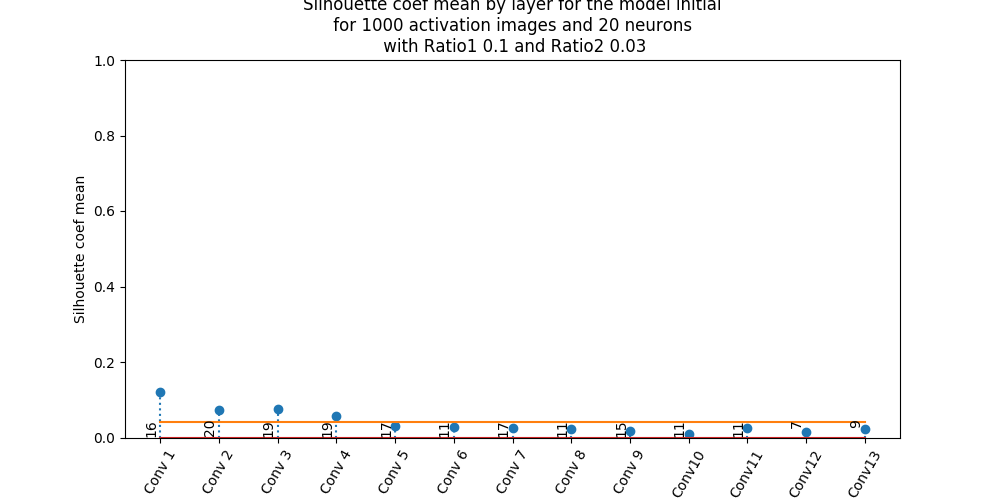 Silhouette coef mean by layer for the model initial
for 1000 activation images and 20 neurons
with Ratio1 0.1 and Ratio2 0.03
1.0
0.8
0.6
0.4
0.2
0.0
Silhouette coef mean
16
20
19
19
17
11
17
11
15
11
11
7
9
Conv 1
Conv 2
Conv 3
Conv 4
Conv 5
Conv 6
Conv 7
Conv 8
Conv 9
Conv10
Conv11
Conv12
Conv13